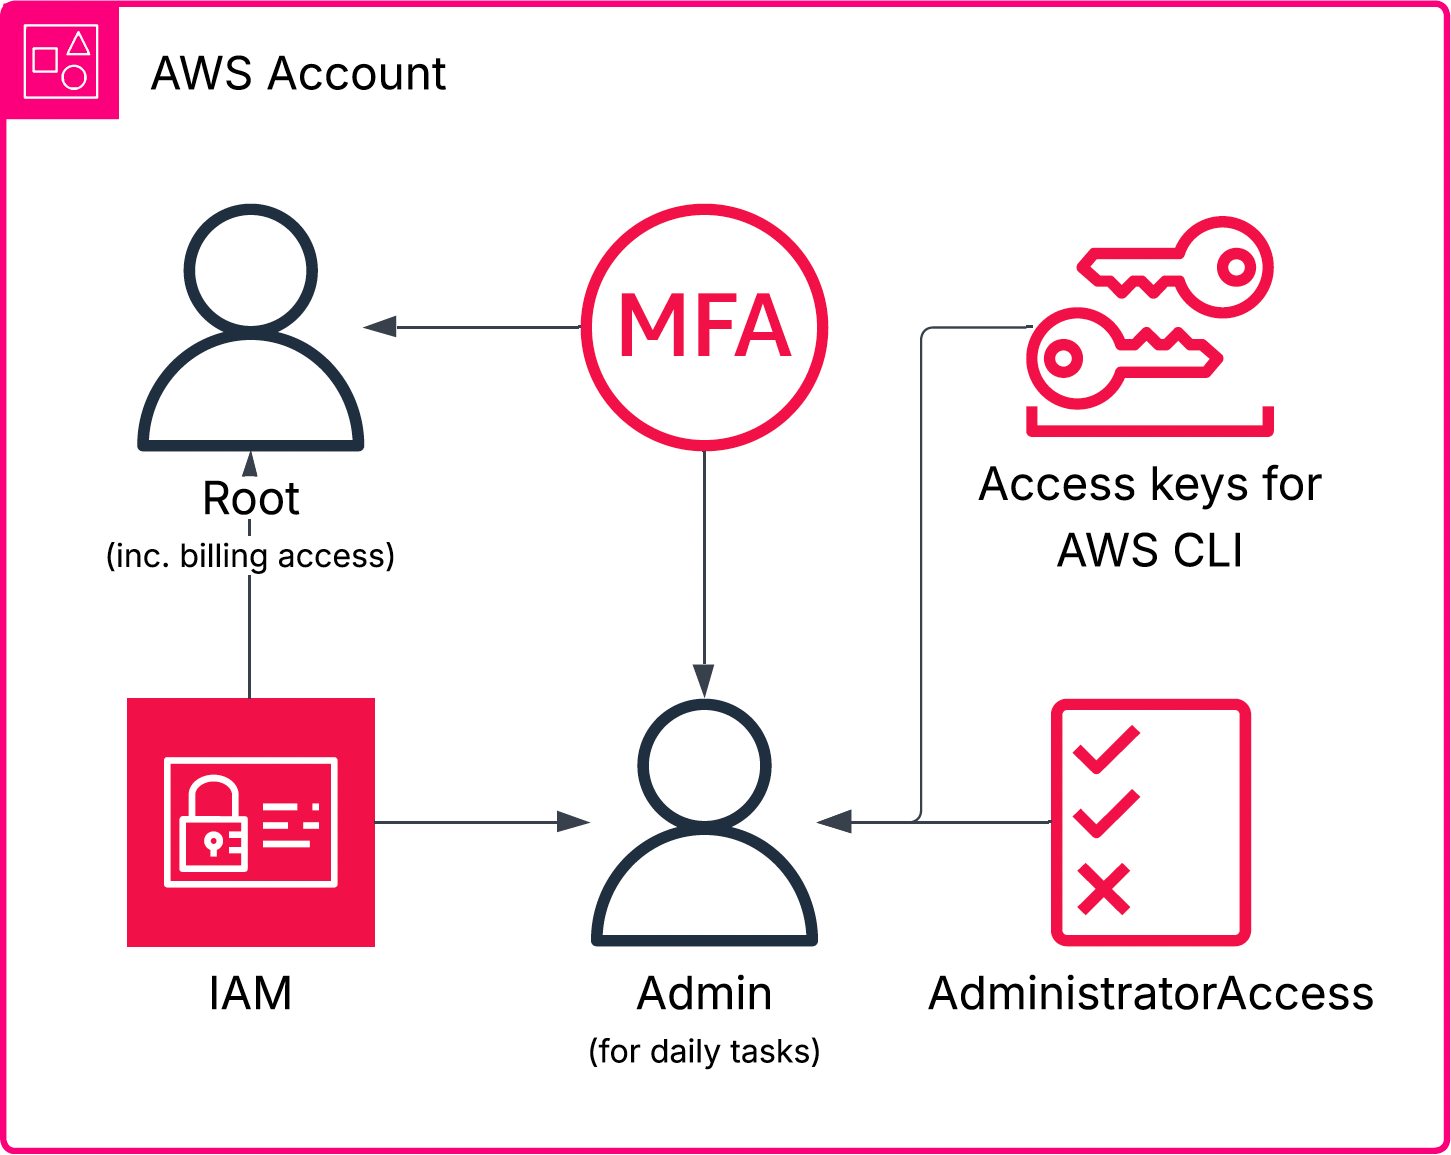 AWS Account
MFA
Root
(inc. billing access)
Access keys for
AWS CLI
IAM
Admin
(for daily tasks)
AdministratorAccess